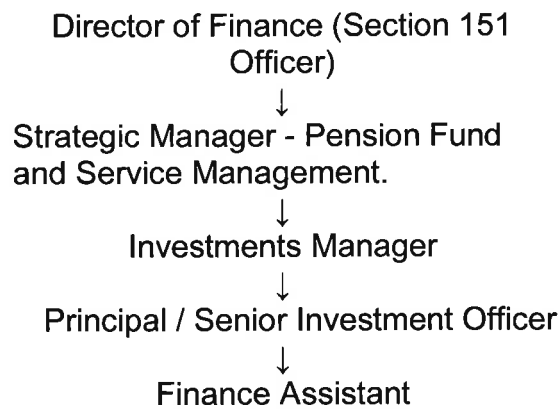 Director of Finance (Section 151
Officer)
↓
Strategic Manager - Pension Fund
and Service Management.
↓
Investments Manager
↓
Principal / Senior Investment Officer
↓
Finance Assistant